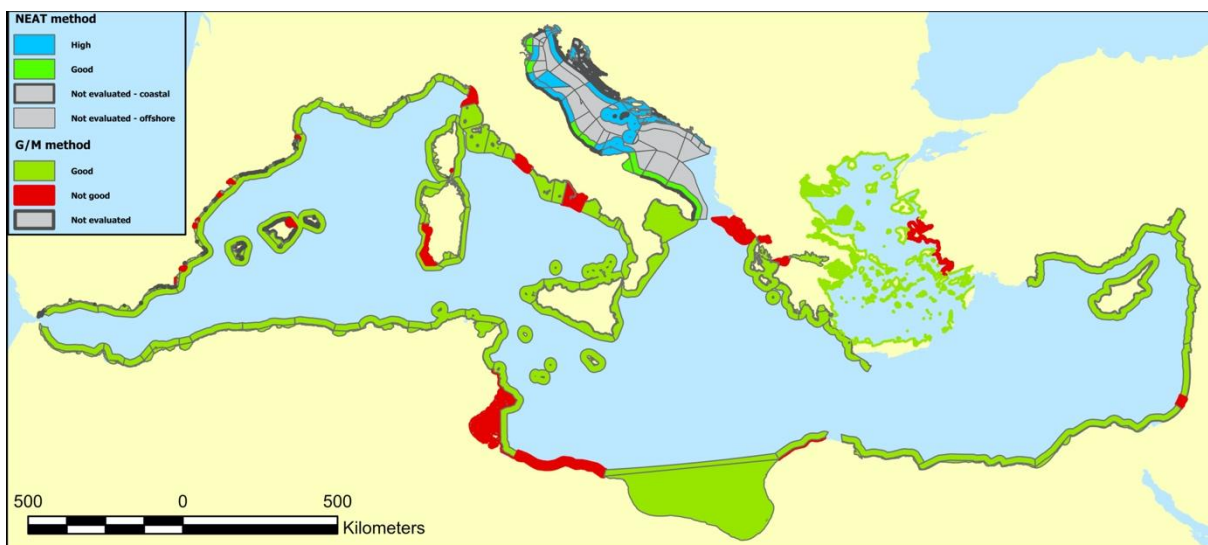 NEAT method
High
Good
Not evaluated - coastal
Not evaluated - offshore
G/M method
Good
Not good
Not evaluated
500 0 500
Kilometers